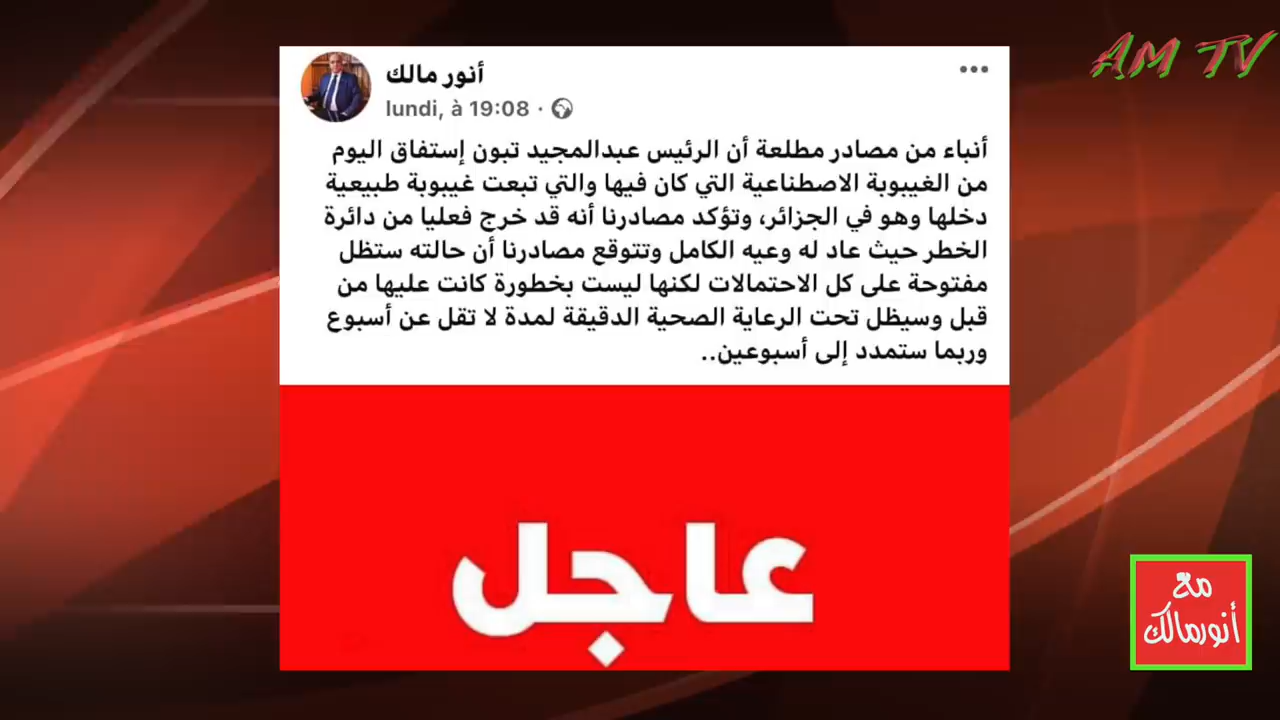 AM TV
أنور مالك
lundi, à 19:08 ·
أنباء من مصادر مطلعة أن الرئيس عبدالمجيد تبون إستفاق اليوم
من الغيبوبة الاصطناعية التي كان فيها والتي تبعت غيبوبة طبيعية
دخلها وهو في الجزائر، وتؤكد مصادرنا أنه قد خرج فعليا من دائرة
الخطر حيث عاد له وعيه الكامل وتتوقع مصادرنا أن حالته ستظل
مفتوحة على كل الاحتمالات لكنها ليست بخطورة كانت عليها من
قبل وسيظل تحت الرعاية الصحية الدقيقة لمدة لا تقل عن أسبوع
وربما ستمدد إلى أسبوعين..
عاجل
مع
أنورمالك